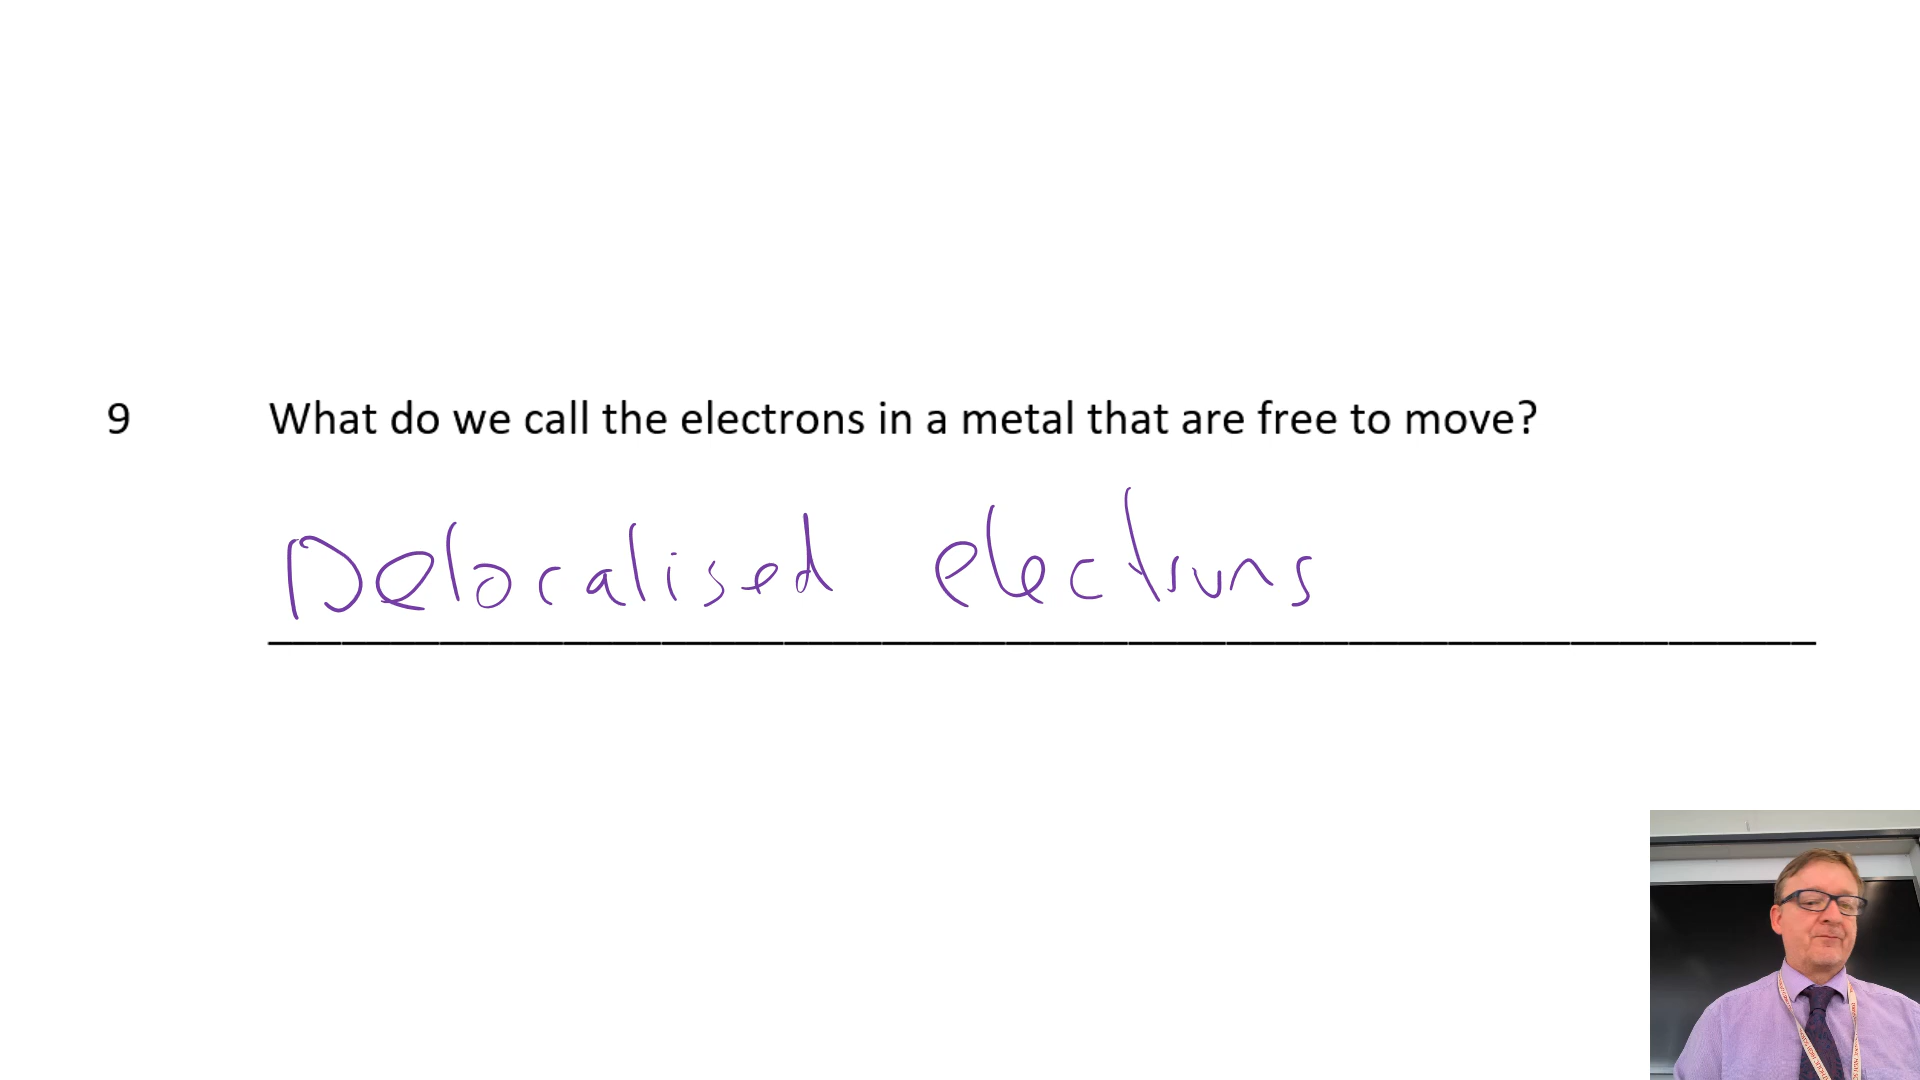 9 What do we call the electrons in a metal that are free to move?
Delocalised electrons